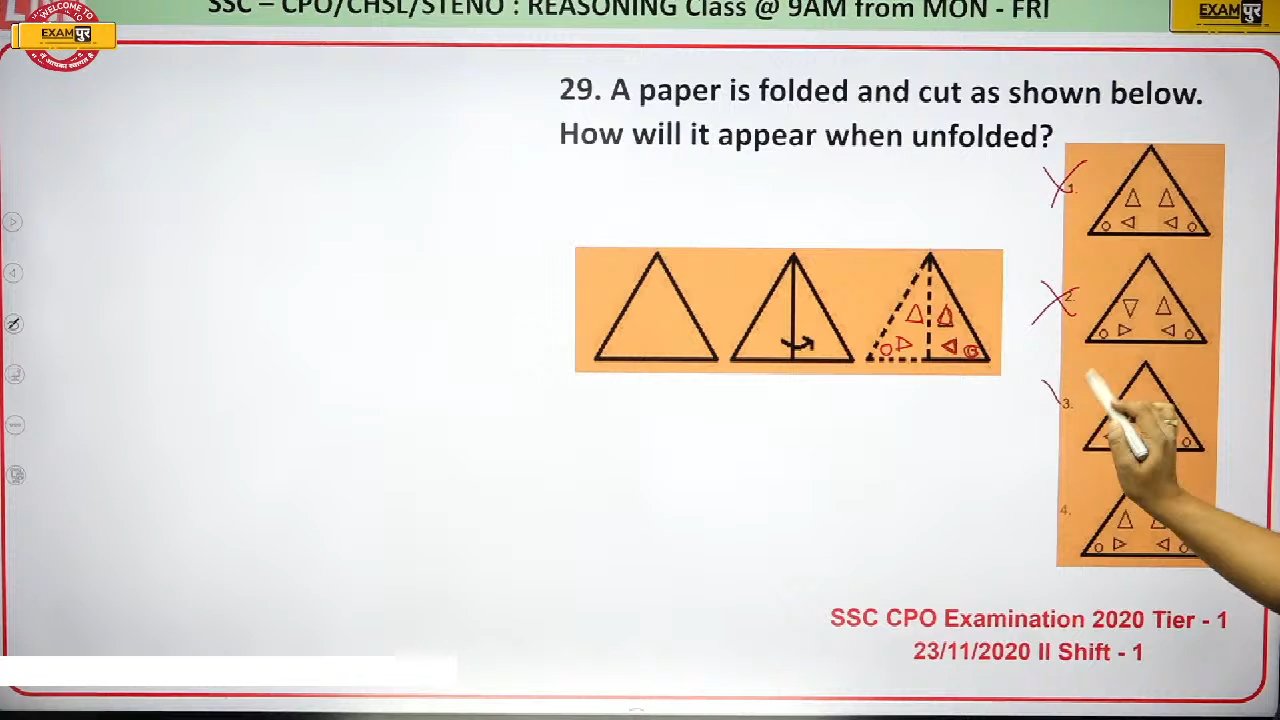 SSC – CPO/CHSL/STENO : REASONING Class @ 9AM from MON - FRI
WELCOME TO
EXAMपुर
में आपका स्वागत है
EXAMपुर
29. A paper is folded and cut as shown below.
How will it appear when unfolded?
1.
2.
3.
4.
SSC CPO Examination 2020 Tier - 1
23/11/2020 II Shift - 1